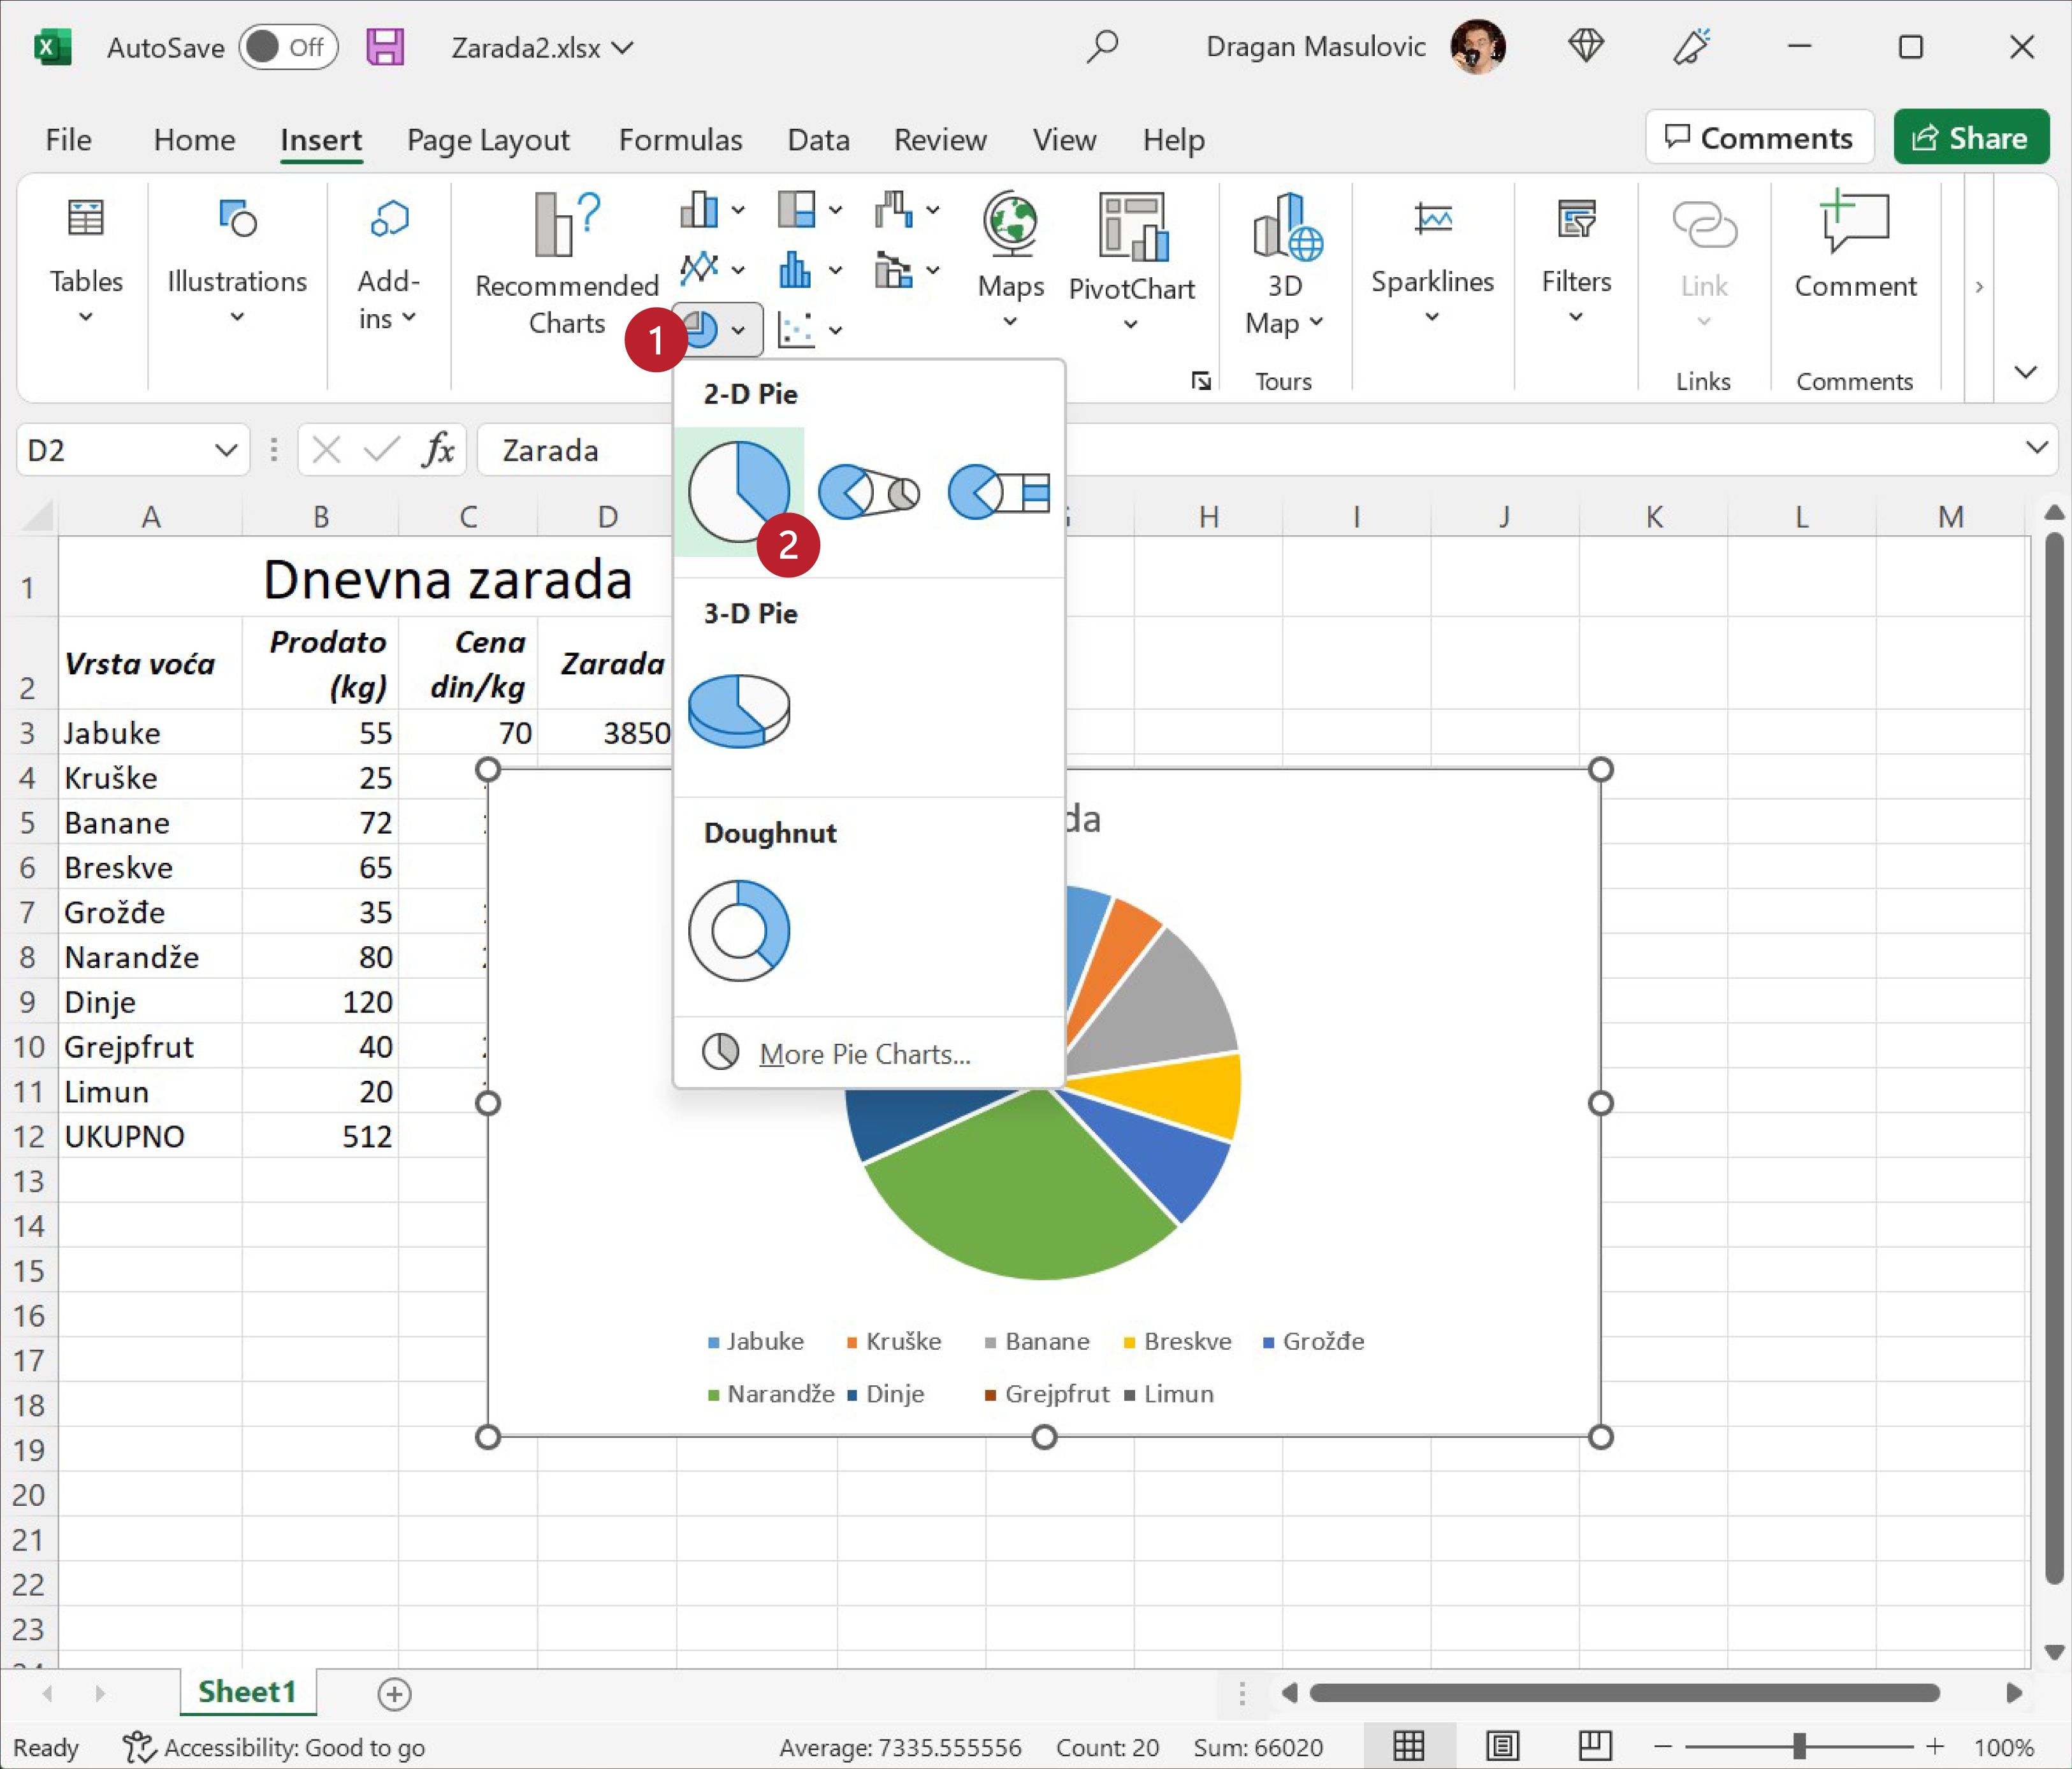 AutoSave Off Zarada2.xlsx Dragan Masulovic
File Home Insert Page Layout Formulas Data Review View Help Comments Share
Tables
Illustrations
Add-
ins
Recommended
Charts
Maps
PivotChart
3D
Map
Tours
Sparklines
Filters
Link
Links
Comment
Comments
1
2-D Pie
2
3-D Pie
Doughnut
More Pie Charts...
D2 fx Zarada
A B C D H I J K L M
1 Dnevna zarada
2 Vrsta voća Prodato (kg) Cena din/kg Zarada
3 Jabuke 55 70 3850
4 Kruške 25
5 Banane 72
6 Breskve 65
7 Grožđe 35
8 Narandže 80
9 Dinje 120
10 Grejpfrut 40
11 Limun 20
12 UKUPNO 512
13
14
15
16
17
18
19
20
21
22
23
da
Jabuke Kruške Banane Breskve Grožđe
Narandže Dinje Grejpfrut Limun
Sheet1
Ready Accessibility: Good to go Average: 7335.555556 Count: 20 Sum: 66020 100%